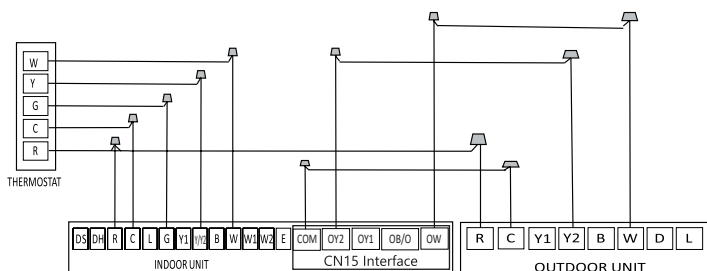 W
Y
G
C
R
THERMOSTAT
DS DH R C L G Y1 Y/Y2 B W W1 W2 E COM OY2 OY1 OB/O OW
INDOOR UNIT
CN15 Interface
R C Y1 Y2 B W D L
OUTDOOR UNIT